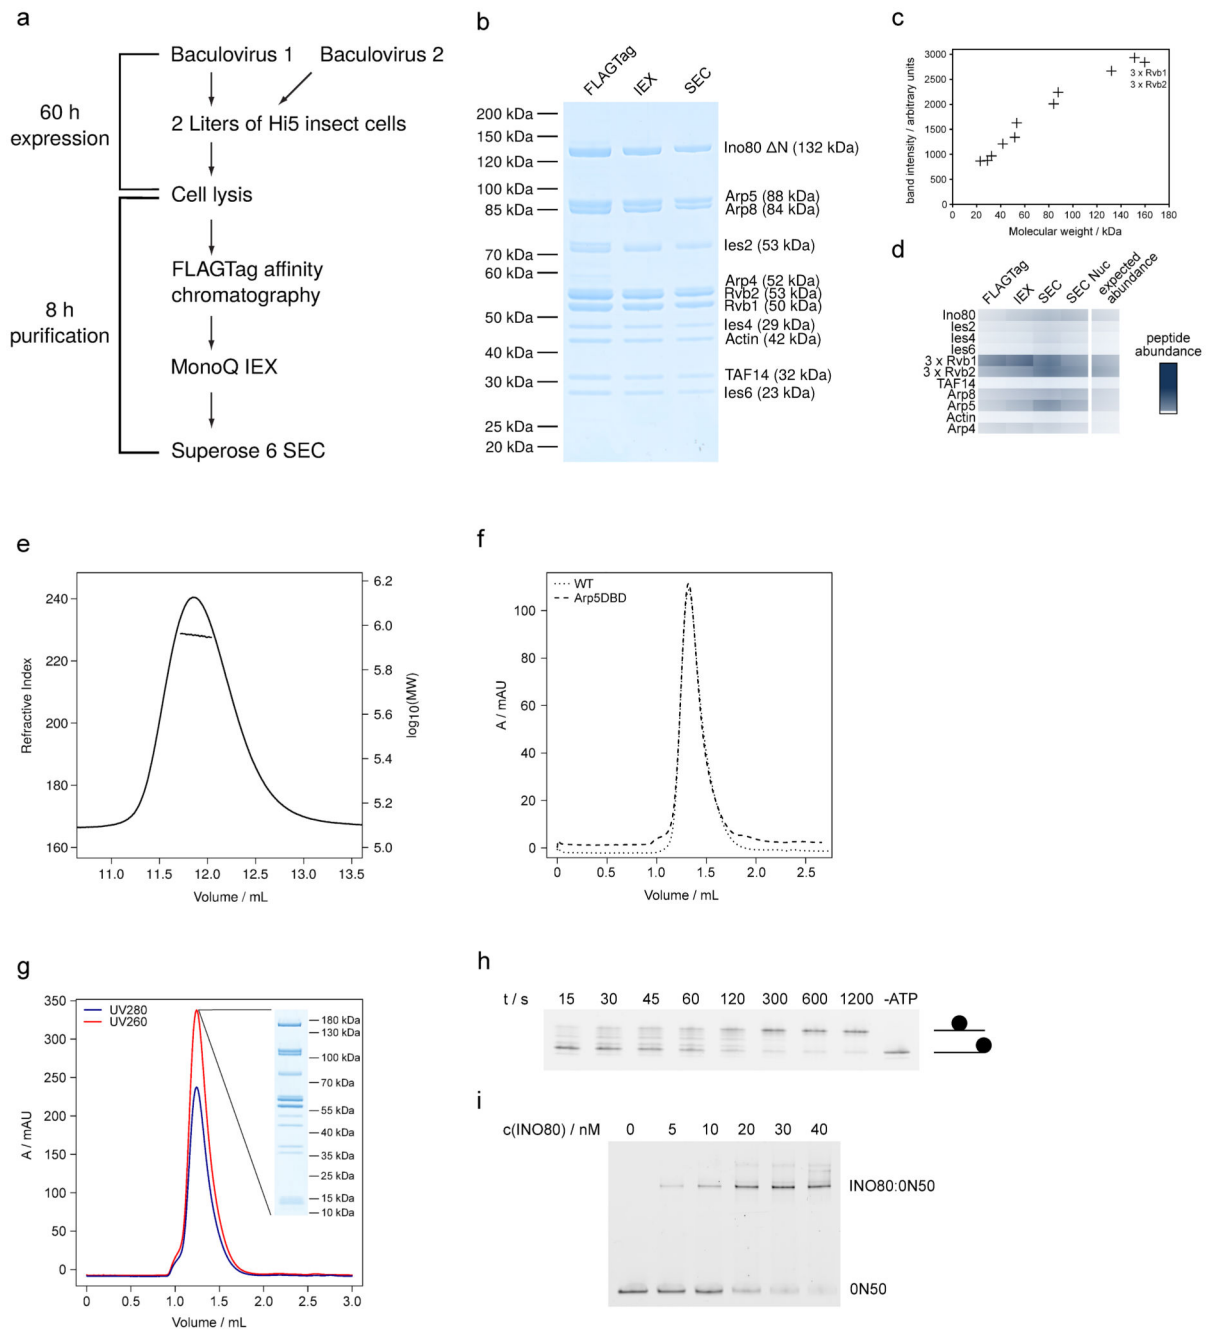 a
Baculovirus 1
Baculovirus 2
60 h
expression
2 Liters of Hi5 insect cells
Cell lysis
FLAGTag affinity
chromatography
8 h
purification
MonoQ IEX
Superose 6 SEC
b
FLAGTag
IEX
SEC
200 kDa
150 kDa
120 kDa
100 kDa
85 kDa
70 kDa
60 kDa
50 kDa
40 kDa
30 kDa
25 kDa
20 kDa
Ino80 ΔN (132 kDa)
Arp5 (88 kDa)
Arp8 (84 kDa)
Ies2 (53 kDa)
Arp4 (52 kDa)
Rvb2 (53 kDa)
Rvb1 (50 kDa)
Ies4 (29 kDa)
Actin (42 kDa)
TAF14 (32 kDa)
Ies6 (23 kDa)
c
band intensity / arbitrary units
3000
2500
2000
1500
1000
500
0
3 x Rvb1
3 x Rvb2
0 20 40 60 80 100 120 140 160 180
Molecular weight / kDa
d
FLAGTag
IEX
SEC
SEC Nuc
expected
abundance
Ino80
Ies2
Ies4
Ies6
3 x Rvb1
3 x Rvb2
TAF14
Arp8
Arp5
Actin
Arp4
peptide
abundance
e
Refractive Index
240
220
200
180
160
6.2
6.0
5.8
5.6
5.4
5.2
5.0
log10(MW)
11.0 11.5 12.0 12.5 13.0 13.5
Volume / mL
f
WT
Arp5DBD
A / mAU
100
80
60
40
20
0
0 0.5 1.0 1.5 2.0 2.5
Volume / mL
g
UV280
UV260
A / mAU
350
300
250
200
150
100
50
0
180 kDa
130 kDa
100 kDa
70 kDa
55 kDa
40 kDa
35 kDa
25 kDa
15 kDa
10 kDa
0 0.5 1.0 1.5 2.0 2.5 3.0
Volume / mL
h
t / s 15 30 45 60 120 300 600 1200 -ATP
i
c(INO80) / nM 0 5 10 20 30 40
INO80:0N50
0N50